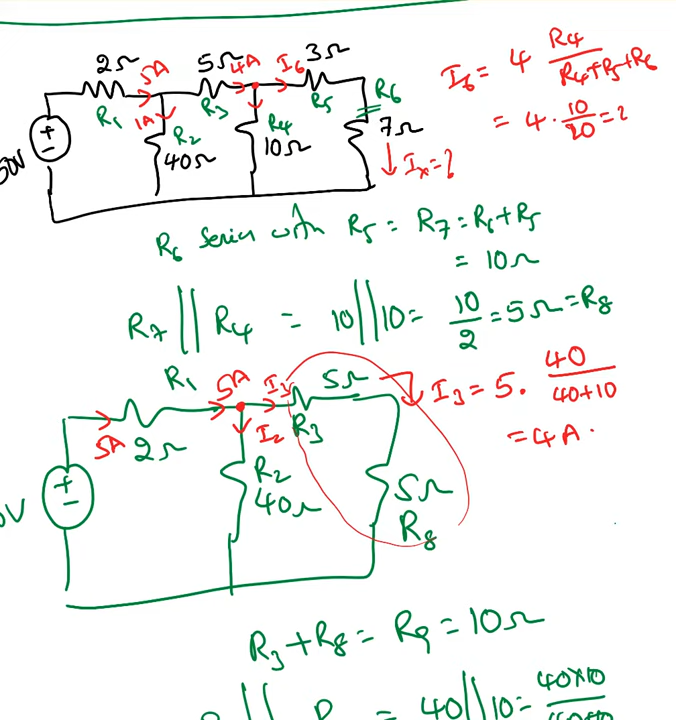 2Ω 5A 5Ω 4A I6 3Ω
R1 R3 R5 R6
1A R2 R4 7Ω
50V 40Ω 10Ω Ix=?
I6 = 4 R4/(R4+R5+R6)
= 4 · 10/20 = ?
R6 series with R5 = R7 = R6+R5
= 10Ω
R7 || R4 = 10||10 = 10/2 = 5Ω = R8
R1 5A I3 5Ω I3 = 5 · 40/(40+10)
5A 2Ω I2 R3 = 4A.
R2
40Ω 5Ω
0V R8
R3 + R8 = R9 = 10Ω
|| = 40||10 = 40×10